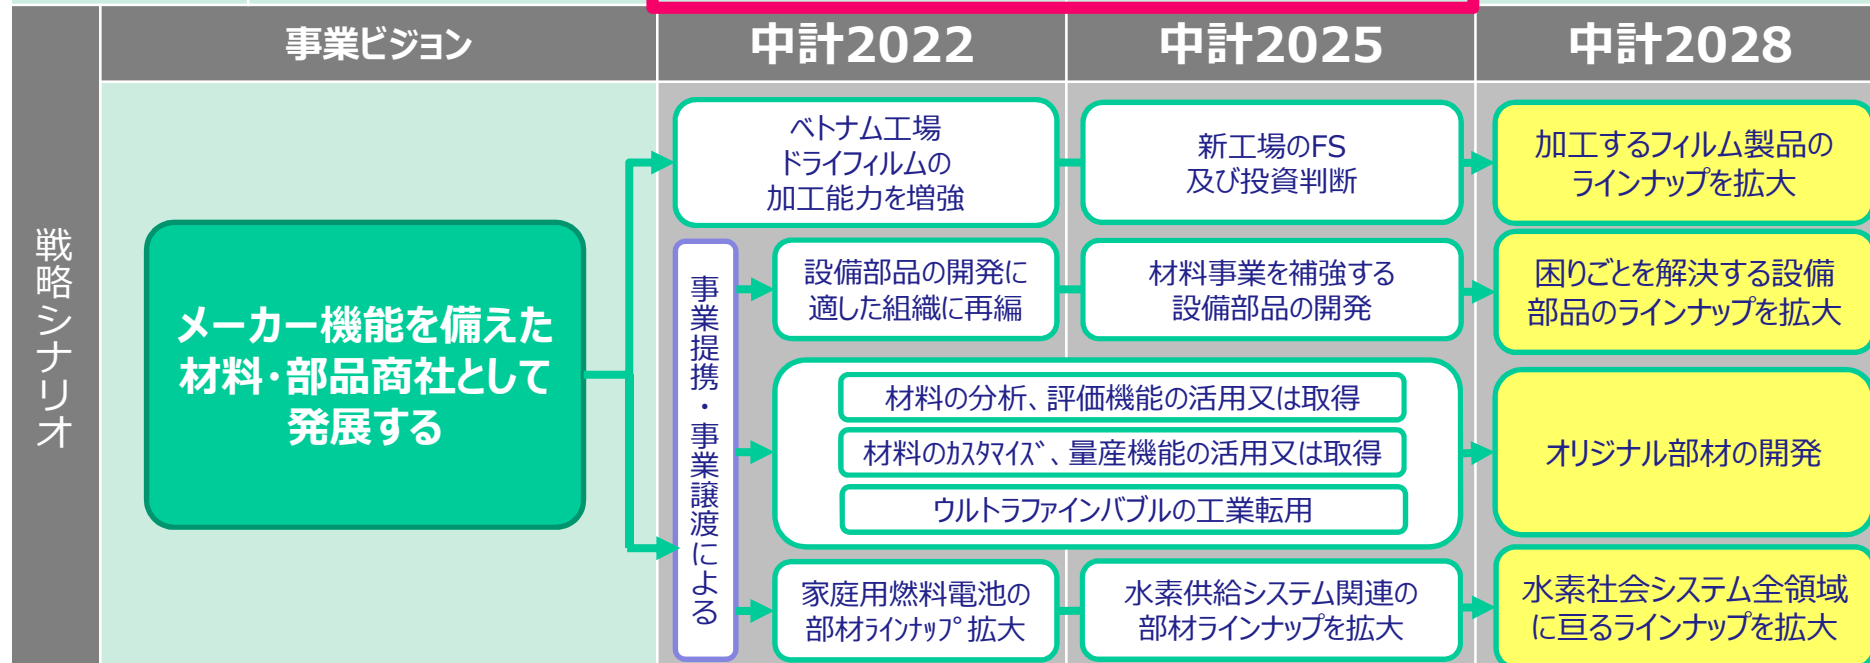 事業ビジョン
中計2022
中計2025
中計2028
戦略シナリオ
メーカー機能を備えた
材料・部品商社として
発展する
ベトナム工場
ドライフィルムの
加工能力を増強
新工場のFS
及び投資判断
加工するフィルム製品の
ラインナップを拡大
事業提携・事業譲渡による
設備部品の開発に
適した組織に再編
材料事業を補強する
設備部品の開発
困りごとを解決する設備
部品のラインナップを拡大
材料の分析、評価機能の活用又は取得
材料のｶｽﾀﾏｲｽﾞ、量産機能の活用又は取得
ウルトラファインバブルの工業転用
オリジナル部材の開発
家庭用燃料電池の
部材ﾗｲﾝﾅｯﾌﾟ拡大
水素供給システム関連の
部材ラインナップを拡大
水素社会システム全領域
に亘るラインナップを拡大